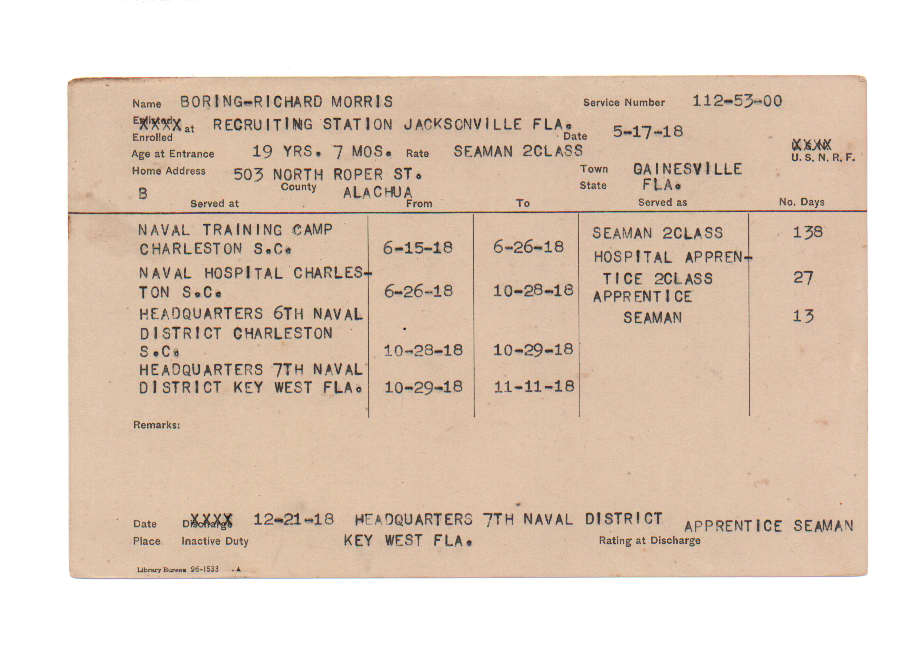 Name BORING-RICHARD MORRIS Service Number 112-53-00
Enlisted at RECRUITING STATION JACKSONVILLE FLA. Date 5-17-18
Enrolled
XXXX
U. S. N. R. F.
Age at Entrance 19 YRS. 7 MOS. Rate SEAMAN 2CLASS
Home Address 503 NORTH ROPER ST. Town GAINESVILLE
B County ALACHUA State FLA.
Served at From To Served as No. Days
NAVAL TRAINING CAMP SEAMAN 2CLASS 138
CHARLESTON S.C. 6-15-18 6-26-18
HOSPITAL APPREN-
NAVAL HOSPITAL CHARLES- TICE 2CLASS 27
TON S.C. 6-26-18 10-28-18 APPRENTICE
HEADQUARTERS 6TH NAVAL SEAMAN 13
DISTRICT CHARLESTON
S.C. 10-28-18 10-29-18
HEADQUARTERS 7TH NAVAL
DISTRICT KEY WEST FLA. 10-29-18 11-11-18
Remarks:
Date Discharge 12-21-18 HEADQUARTERS 7TH NAVAL DISTRICT APPRENTICE SEAMAN
Place Inactive Duty KEY WEST FLA. Rating at Discharge
Library Bureau 96-1533 A